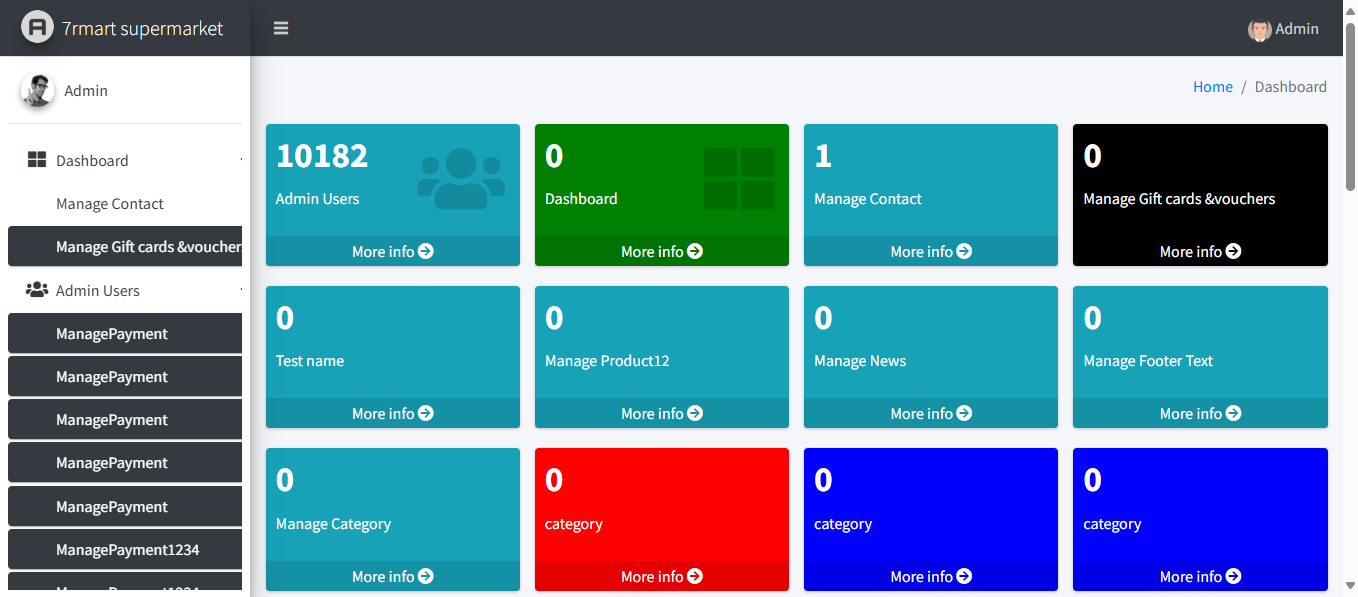 7rmart supermarket
Admin
Admin
Home / Dashboard
Dashboard
Manage Contact
Manage Gift cards &voucher
Admin Users
ManagePayment
ManagePayment
ManagePayment
ManagePayment
ManagePayment
ManagePayment1234
ManagePayment1234
10182
Admin Users
More info
0
Dashboard
More info
1
Manage Contact
More info
0
Manage Gift cards &vouchers
More info
0
Test name
More info
0
Manage Product12
More info
0
Manage News
More info
0
Manage Footer Text
More info
0
Manage Category
More info
0
category
More info
0
category
More info
0
category
More info